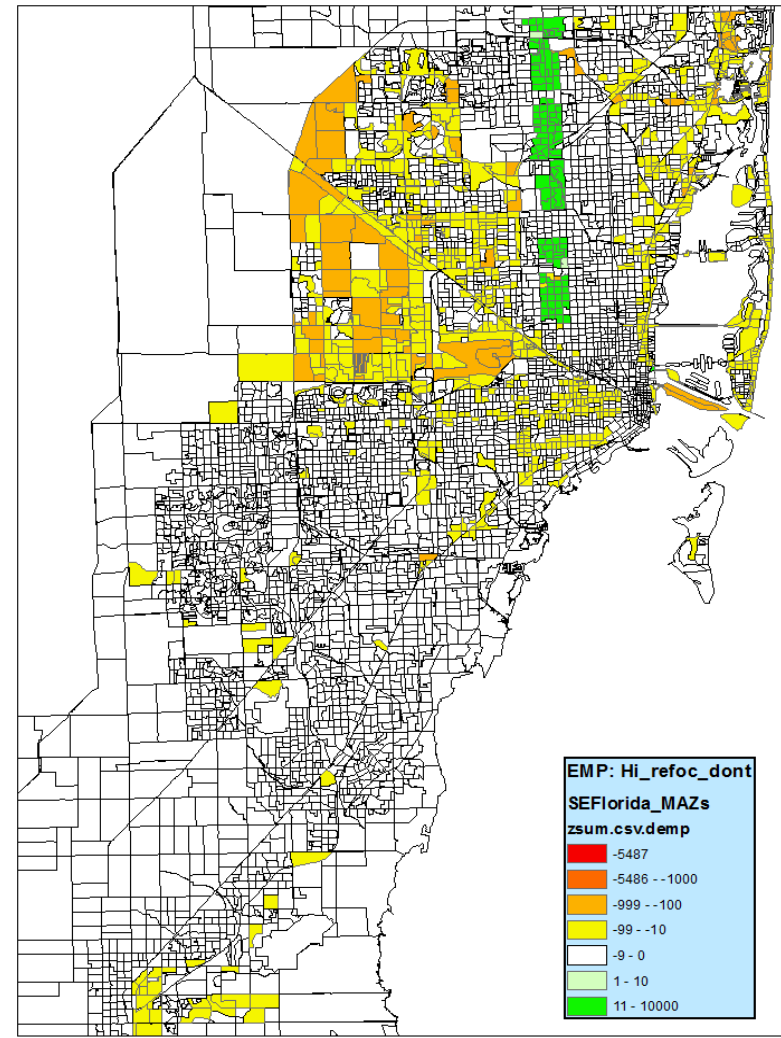 EMP: Hi_refoc_dont
SEFlorida_MAZs
zsum.csv.demp
-5487
-5486 - -1000
-999 - -100
-99 - -10
-9 - 0
1 - 10
11 - 10000